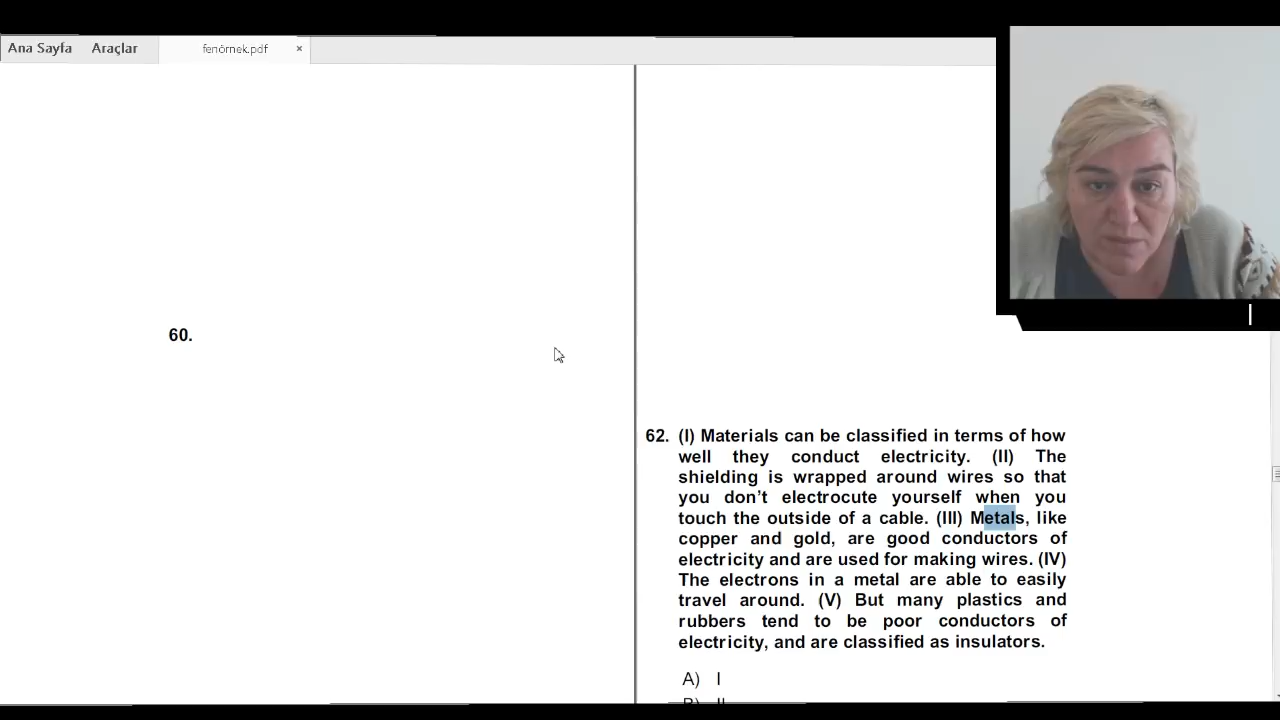 Ana Sayfa Araçlar fenörnek.pdf ×
60.
62. (I) Materials can be classified in terms of how
well they conduct electricity. (II) The
shielding is wrapped around wires so that
you don't electrocute yourself when you
touch the outside of a cable. (III) Metals, like
copper and gold, are good conductors of
electricity and are used for making wires. (IV)
The electrons in a metal are able to easily
travel around. (V) But many plastics and
rubbers tend to be poor conductors of
electricity, and are classified as insulators.
A) I
B) II